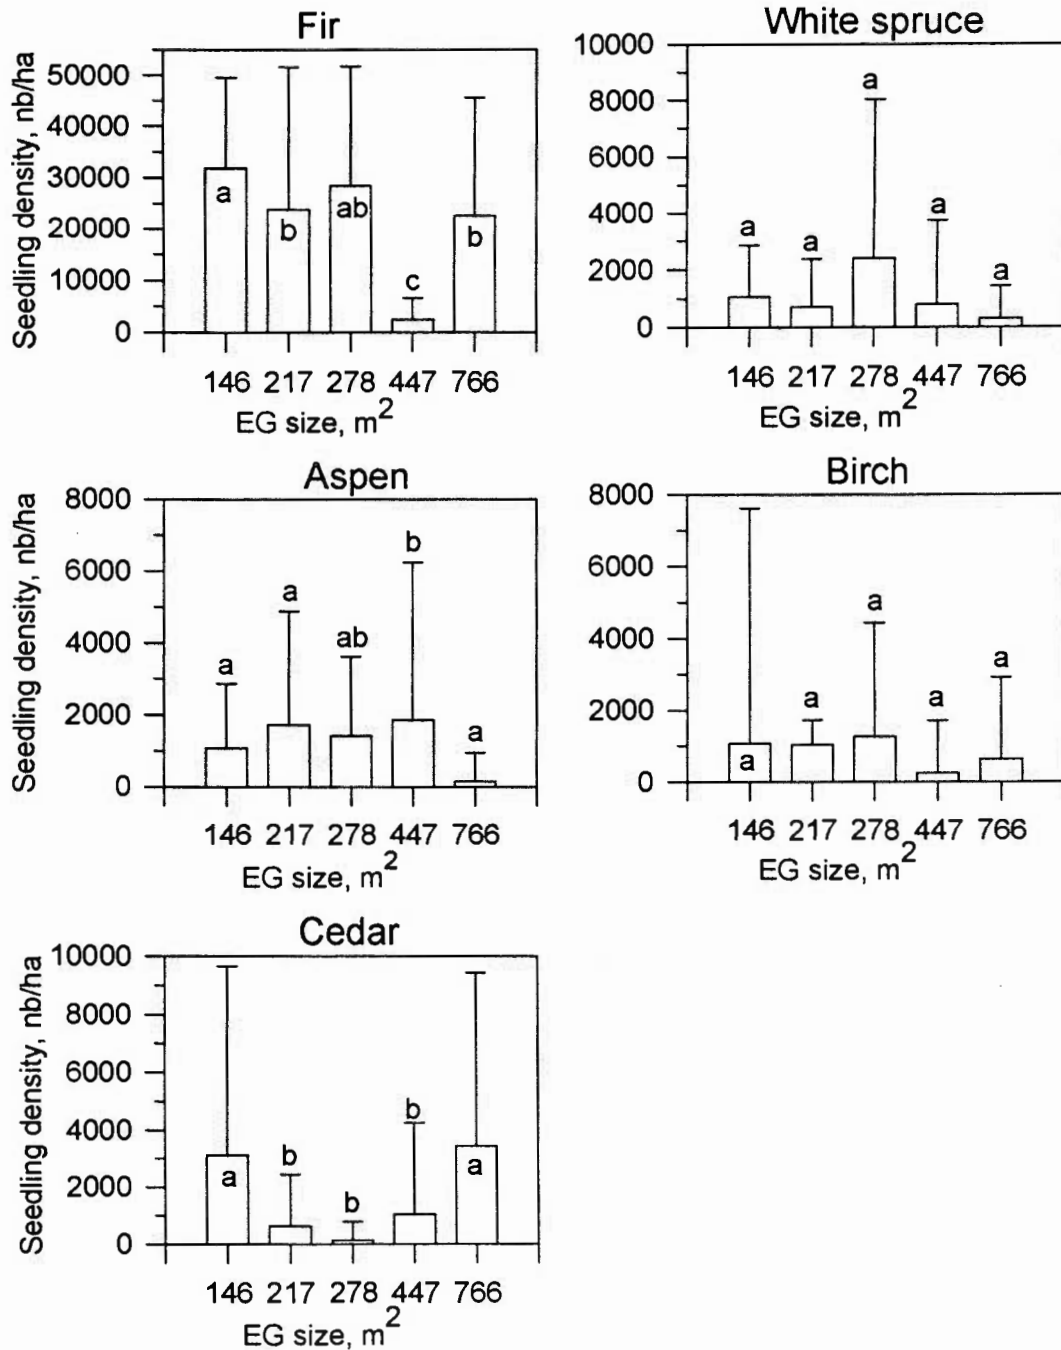 Fir
Seedling density, nb/ha
50000
40000
30000
20000
10000
0
a
b
ab
c
b
146 217 278 447 766
EG size, m²
White spruce
10000
8000
6000
4000
2000
0
a
a
a
a
a
146 217 278 447 766
EG size, m²
Aspen
Seedling density, nb/ha
8000
6000
4000
2000
0
a
a
ab
b
a
146 217 278 447 766
EG size, m²
Birch
8000
6000
4000
2000
0
a
a
a
a
a
146 217 278 447 766
EG size, m²
Cedar
Seedling density, nb/ha
10000
8000
6000
4000
2000
0
a
b
b
b
a
146 217 278 447 766
EG size, m²